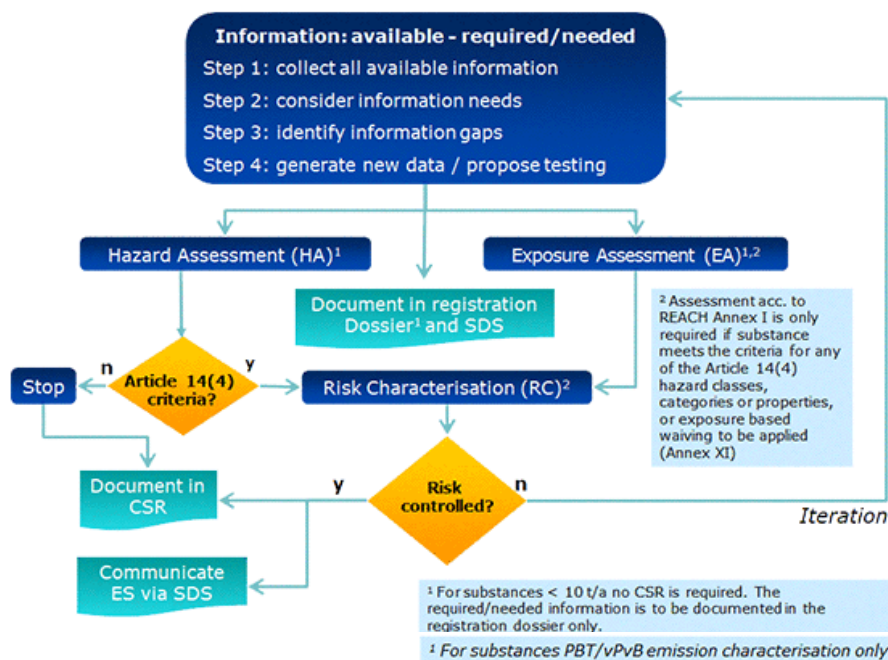 Information: available - required/needed
Step 1: collect all available information
Step 2: consider information needs
Step 3: identify information gaps
Step 4: generate new data / propose testing
Hazard Assessment (HA)¹
Exposure Assessment (EA)¹,²
Document in registration
Dossier¹ and SDS
² Assessment acc. to
REACH Annex I is only
required if substance
meets the criteria for any
of the Article 14(4)
hazard classes,
categories or properties,
or exposure based
waiving to be applied
(Annex XI)
n
y
Stop
Article 14(4)
criteria?
Risk Characterisation (RC)²
Document in
CSR
y
Risk
controlled?
n
Iteration
Communicate
ES via SDS
¹ For substances < 10 t/a no CSR is required. The
required/needed information is to be documented in the
registration dossier only.
¹ For substances PBT/vPvB emission characterisation only